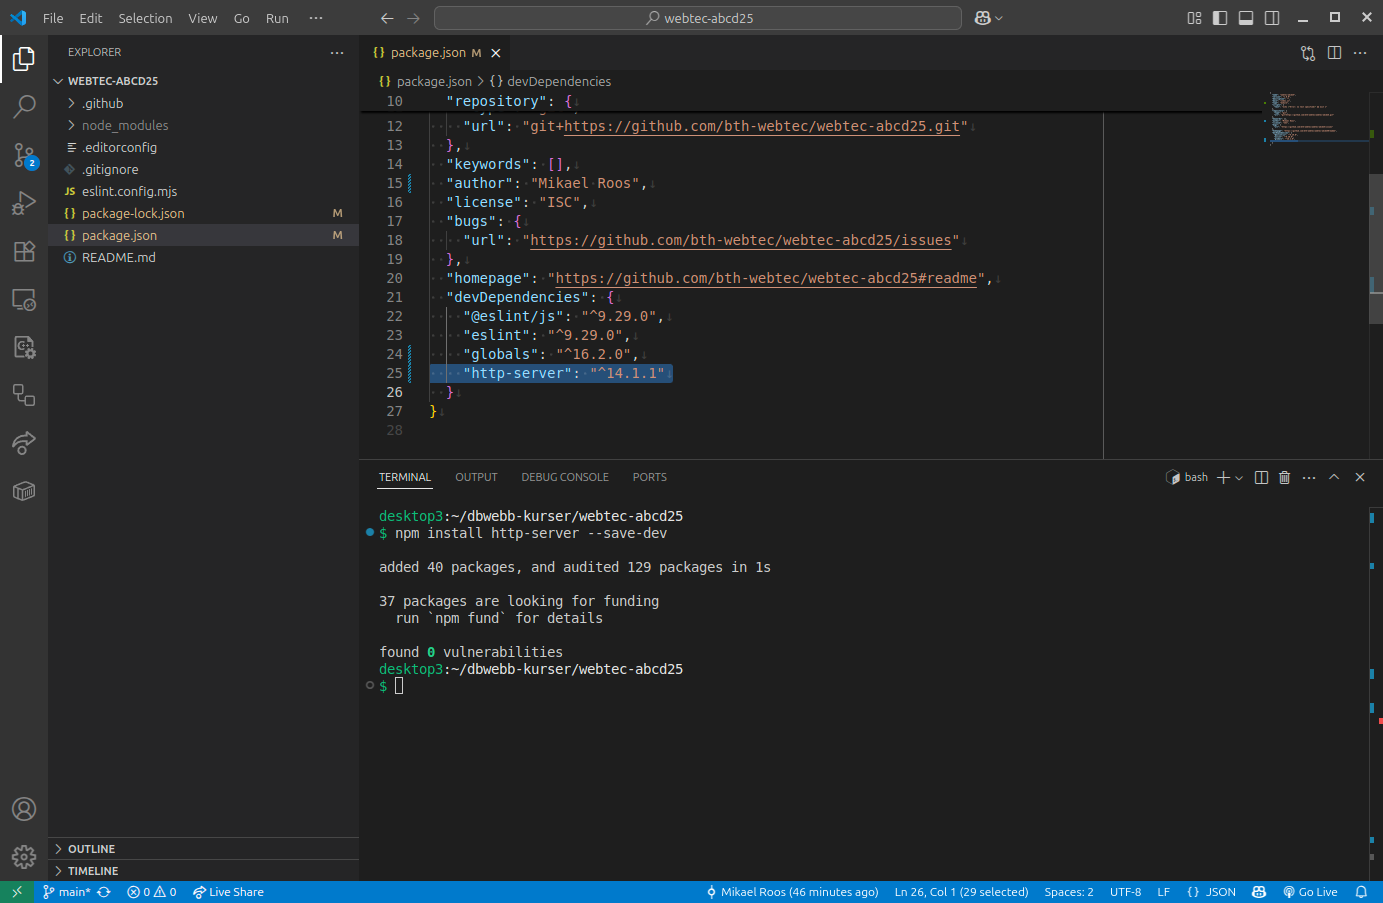 File Edit Selection View Go Run ···
webtec-abcd25
EXPLORER
WEBTEC-ABCD25
.github
node_modules
.editorconfig
.gitignore
JS eslint.config.mjs
{} package-lock.json M
{} package.json M
README.md
OUTLINE
TIMELINE
2
{} package.json M
{} package.json > {} devDependencies
10 "repository": {
12 "url": "git+https://github.com/bth-webtec/webtec-abcd25.git"
13 },
14 "keywords": [],
15 "author": "Mikael Roos",
16 "license": "ISC",
17 "bugs": {
18 "url": "https://github.com/bth-webtec/webtec-abcd25/issues"
19 },
20 "homepage": "https://github.com/bth-webtec/webtec-abcd25#readme",
21 "devDependencies": {
22 "@eslint/js": "^9.29.0",
23 "eslint": "^9.29.0",
24 "globals": "^16.2.0",
25 "http-server": "^14.1.1"
26 }
27 }
28
TERMINAL OUTPUT DEBUG CONSOLE PORTS
bash
desktop3:~/dbwebb-kurser/webtec-abcd25
$ npm install http-server --save-dev
added 40 packages, and audited 129 packages in 1s
37 packages are looking for funding
run `npm fund` for details
found 0 vulnerabilities
desktop3:~/dbwebb-kurser/webtec-abcd25
$
main* 0 0 Live Share Mikael Roos (46 minutes ago) Ln 26, Col 1 (29 selected) Spaces: 2 UTF-8 LF {} JSON Go Live